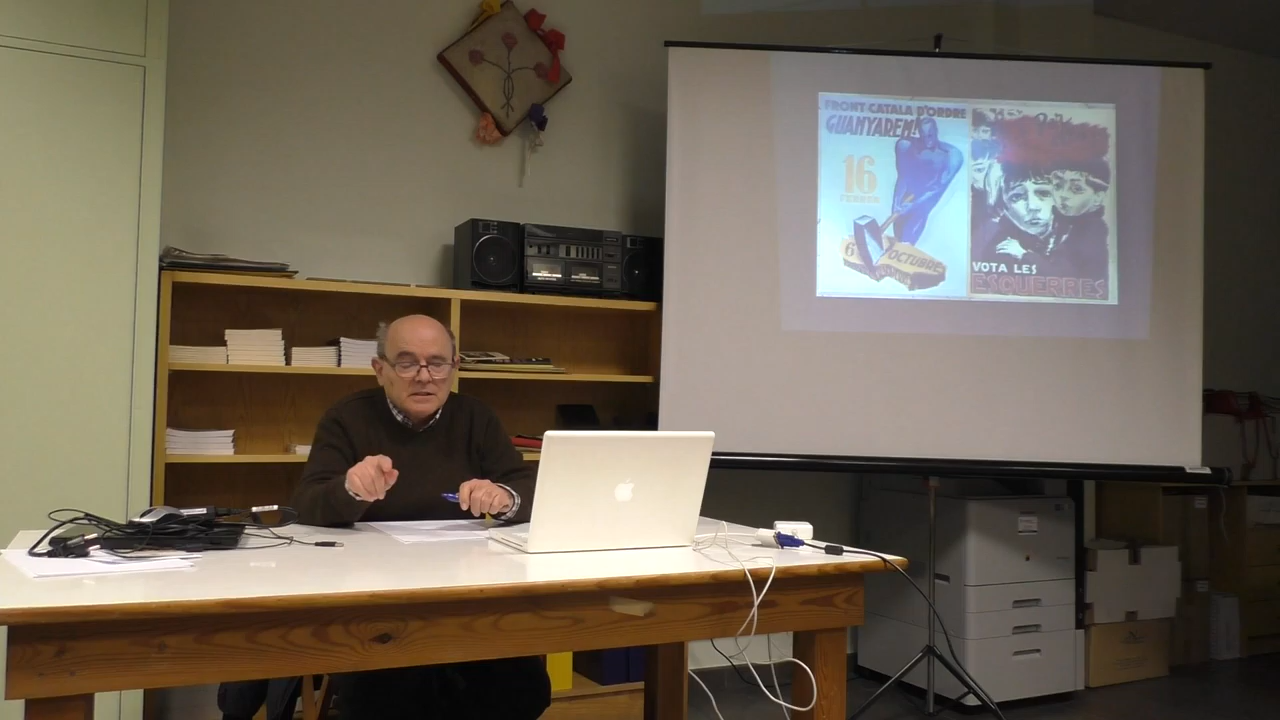 FRONT CATALÀ D'ORDRE
GUANYAREM!
16
FEBRER
6
OCTUBRE
VOTA LES
ESQUERRES